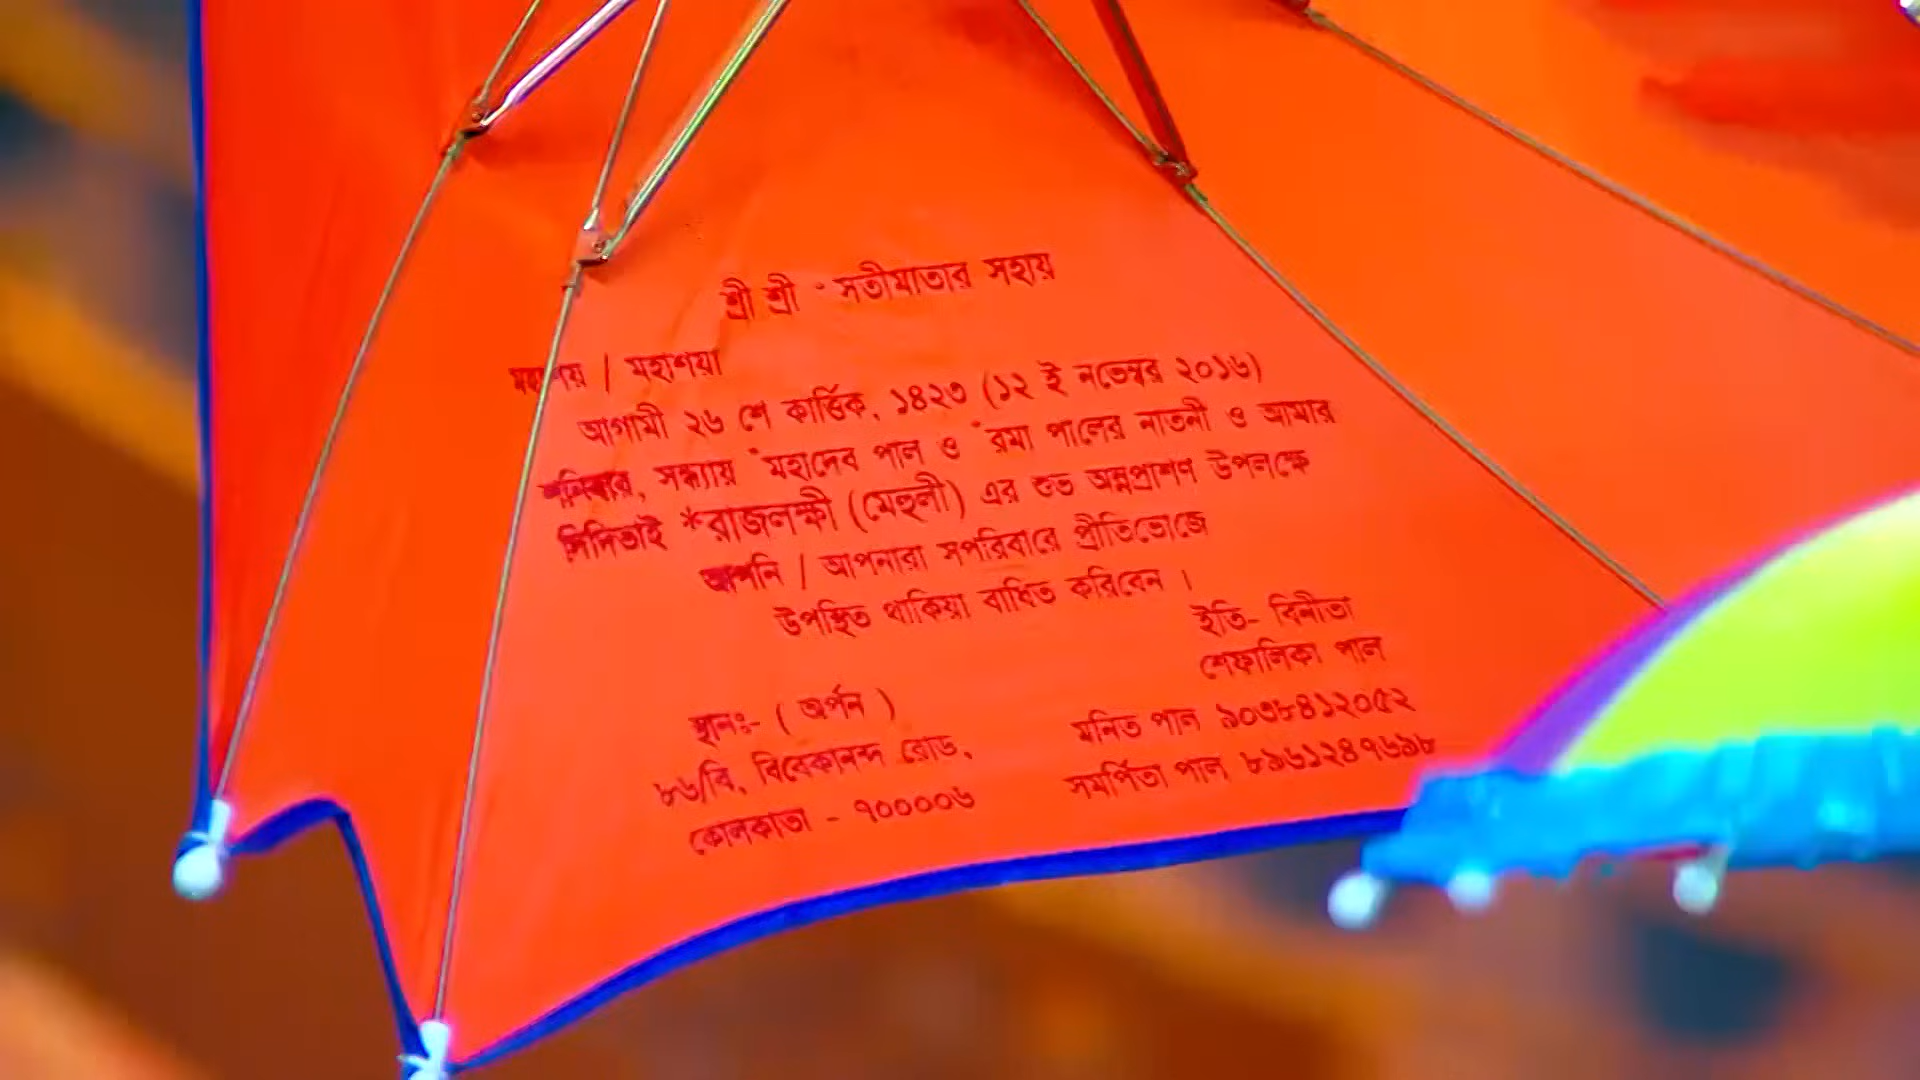 শ্রী শ্রী ঁ সতীমাতার সহায়
মহাশয় / মহাশয়া
আগামী ২৬ শে কার্ত্তিক, ১৪২৩ (১২ ই নভেম্বর ২০১৬)
শনিবার, সন্ধ্যায় ঁমহাদেব পাল ও ঁরমা পালের নাতনী ও আমার
দিদিভাই *রাজলক্ষী (মেহুলী) এর শুভ অন্নপ্রাশণ উপলক্ষে
আপনি / আপনারা সপরিবারে প্রীতিভোজে
উপস্থিত থাকিয়া বাধিত করিবেন ।
ইতি- বিনীতা
শেফালিকা পাল
স্থানঃ- ( অর্পন )
৮৬/বি, বিবেকানন্দ রোড,
কোলকাতা - ৭০০০০৬
মনিত পাল ৯০৩৮৪১২০৫২
সমর্পিতা পাল ৮৯৬১২৪৭৬৯৮